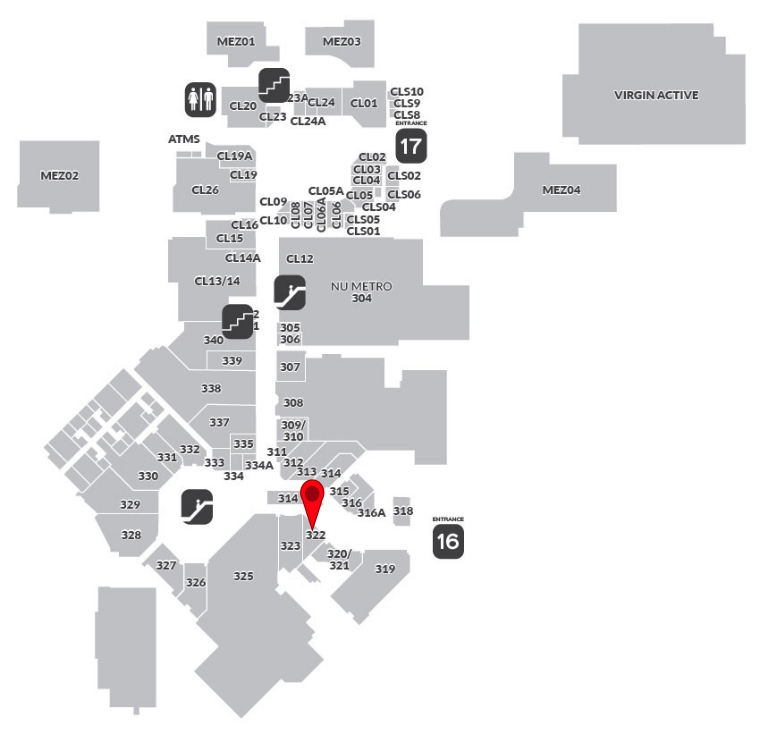 MEZ01
MEZ03
VIRGIN ACTIVE
CL20
23A
CL24
CL01
CLS10
CLS9
CLS8
CL23
CL24A
ENTRANCE
17
ATMS
CL19A
CL02
MEZ02
CL19
CL03
CL04
CLS02
CL26
CL05A
CL05
CLS06
MEZ04
CL09
CL08
CL07
CL06A
CL06
CLS04
CL10
CLS05
CLS01
CL16
CL15
CL14A
CL12
CL13/14
NU METRO
304
2
1
305
306
340
339
307
338
308
337
309/
310
335
311
332
331
333
334A
312
334
313
314
330
315
314
316
329
316A
318
328
322
ENTRANCE
16
323
320/
321
327
326
325
319